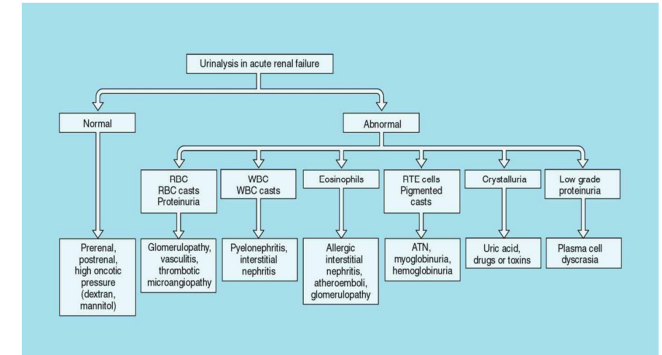 Urinalysis in acute renal failure
Normal
Abnormal
RBC
RBC casts
Proteinuria
WBC
WBC casts
Eosinophils
RTE cells
Pigmented
casts
Crystalluria
Low grade
proteinuria
Prerenal,
postrenal,
high oncotic
pressure
(dextran,
mannitol)
Glomerulopathy,
vasculitis,
thrombotic
microangiopathy
Pyelonephritis,
interstitial
nephritis
Allergic
interstitial
nephritis,
atheroemboli,
glomerulopathy
ATN,
myoglobinuria,
hemoglobinuria
Uric acid,
drugs or toxins
Plasma cell
dyscrasia